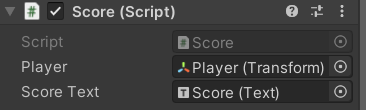 Score (Script)
Script Score
Player Player (Transform)
Score Text Score (Text)